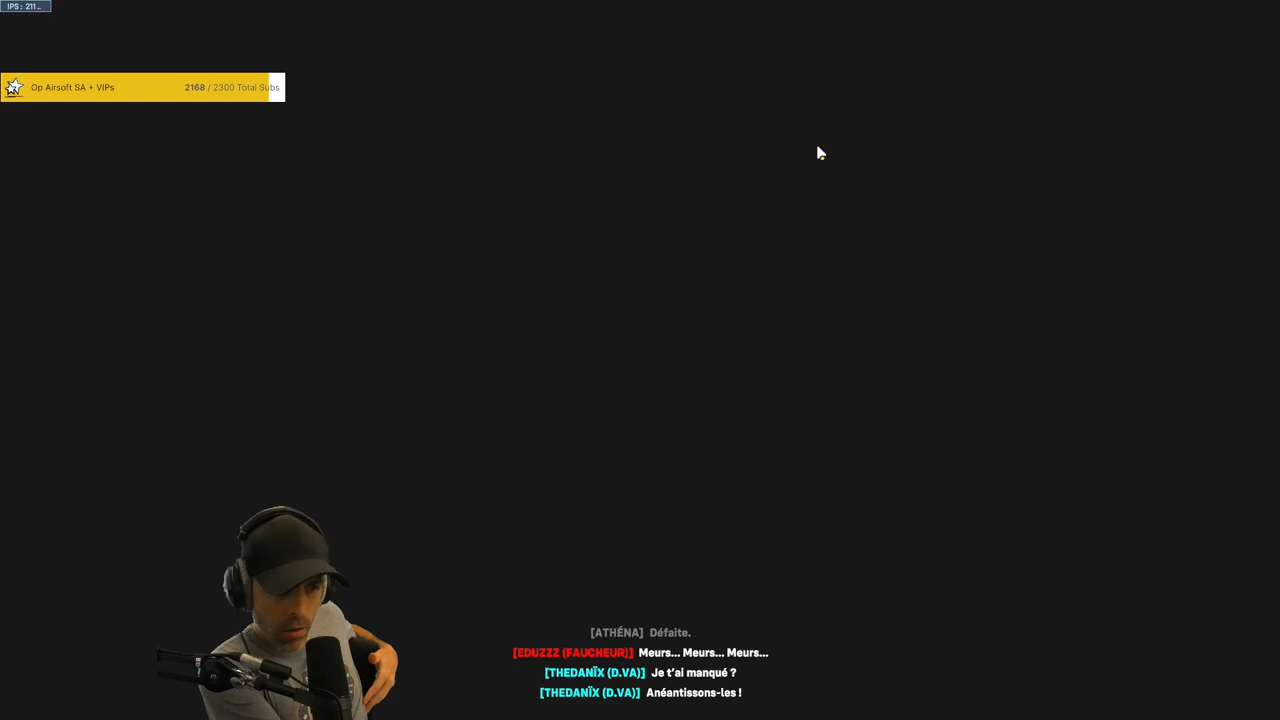 IPS : 211
Op Airsoft SA + VIPs 2168 / 2300 Total Subs
[ATHÉNA] Défaite.
[EDUZZZ (FAUCHEUR)] Meurs... Meurs... Meurs...
[THEDANÏX (D.VA)] Je t'ai manqué ?
[THEDANÏX (D.VA)] Anéantissons-les !